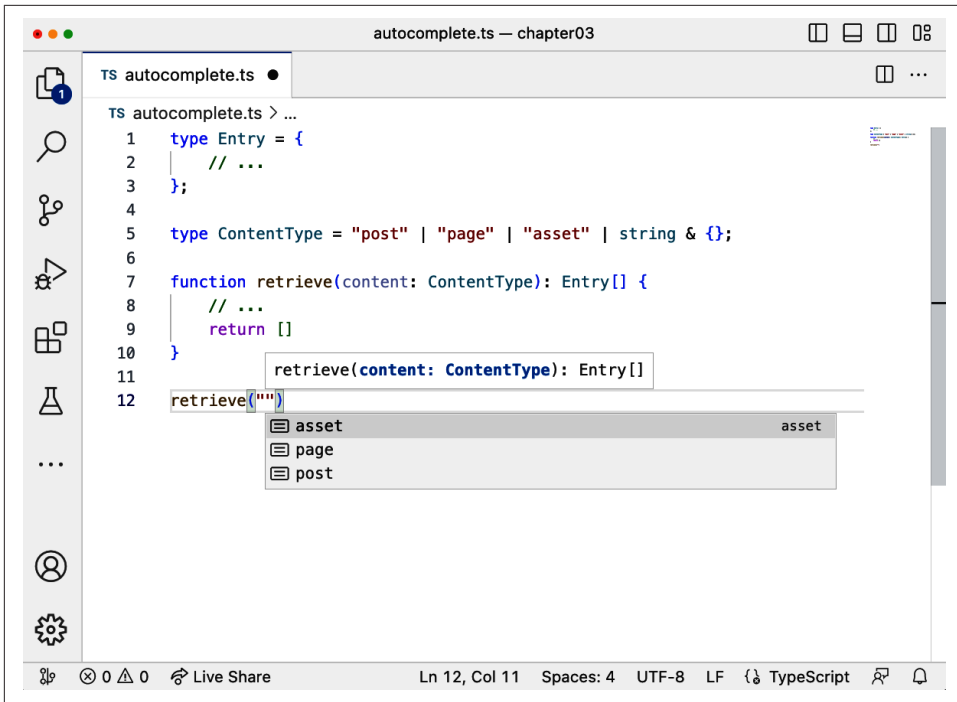 autocomplete.ts — chapter03
TS autocomplete.ts ●
1
TS autocomplete.ts > ...
1 type Entry = {
2 // ...
3 };
4
5 type ContentType = "post" | "page" | "asset" | string & {};
6
7 function retrieve(content: ContentType): Entry[] {
8 // ...
9 return []
10 }
retrieve(content: ContentType): Entry[]
11
12 retrieve("")
asset asset
page
post
0 0 Live Share Ln 12, Col 11 Spaces: 4 UTF-8 LF TypeScript